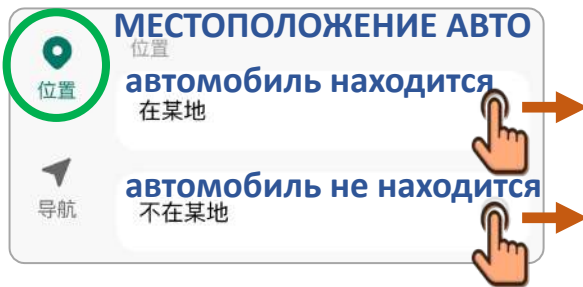 МЕСТОПОЛОЖЕНИЕ АВТО
位置
位置
автомобиль находится
在某地
导航
автомобиль не находится
不在某地